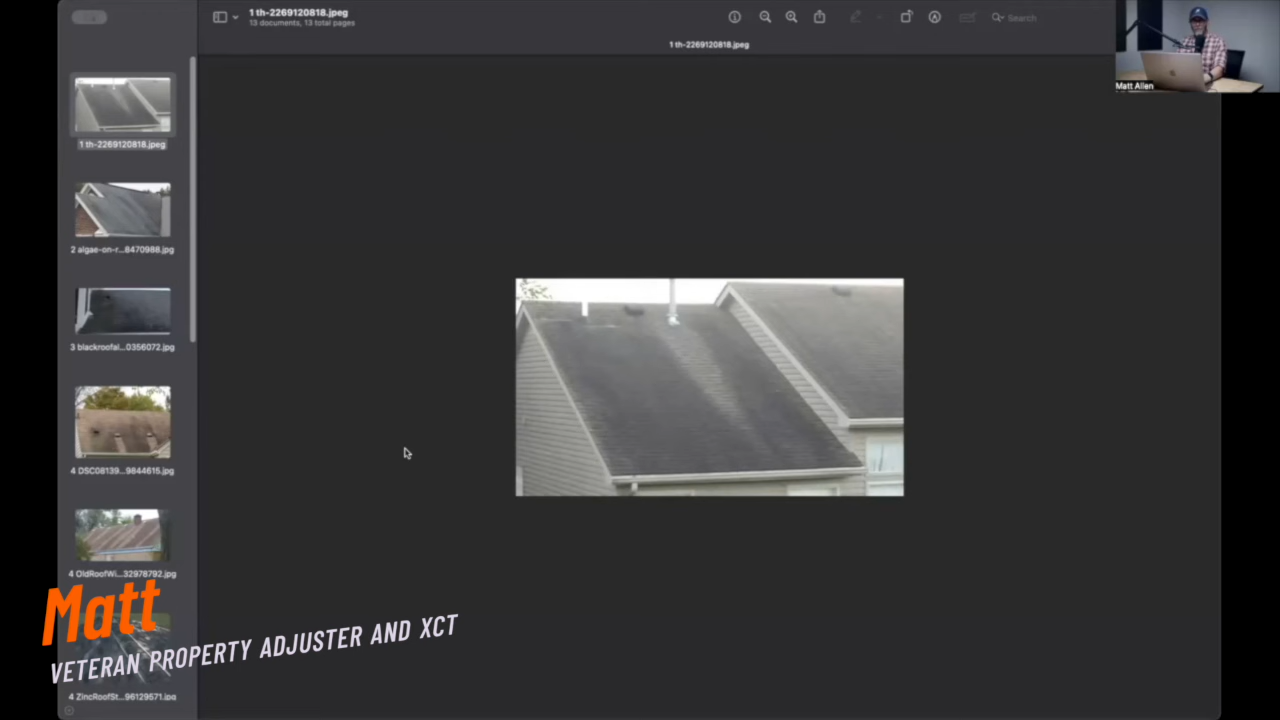 1 th-2269120818.jpeg
13 documents, 13 total pages
Search
1 th-2269120818.jpeg
Matt Allen
1 th-2269120818.jpeg
2 algae-on-r...8470988.jpg
3 blackroofal...0356072.jpg
4 DSC08139...9844615.jpg
4 OldRoofWi...32978792.jpg
4 ZincRoofSt...96129571.jpg
Matt
VETERAN PROPERTY ADJUSTER AND XCT